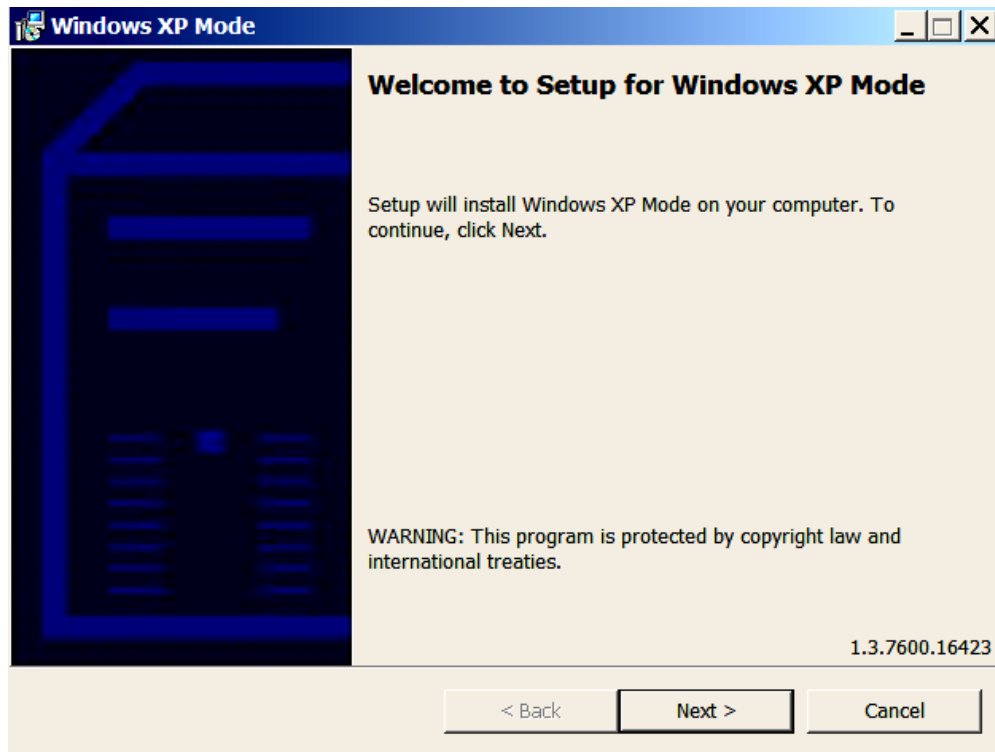 Windows XP Mode
Welcome to Setup for Windows XP Mode
Setup will install Windows XP Mode on your computer. To
continue, click Next.
WARNING: This program is protected by copyright law and
international treaties.
1.3.7600.16423
< Back
Next >
Cancel